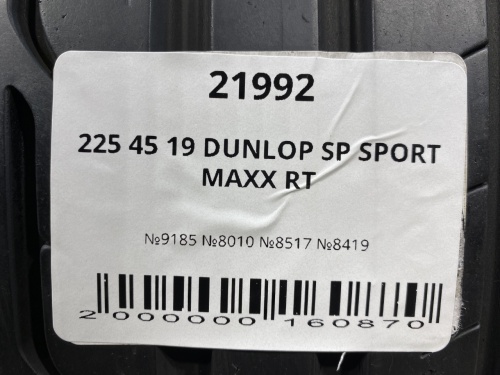 21992
225 45 19 DUNLOP SP SPORT
MAXX RT
№9185 №8010 №8517 №8419
2 000000 160870